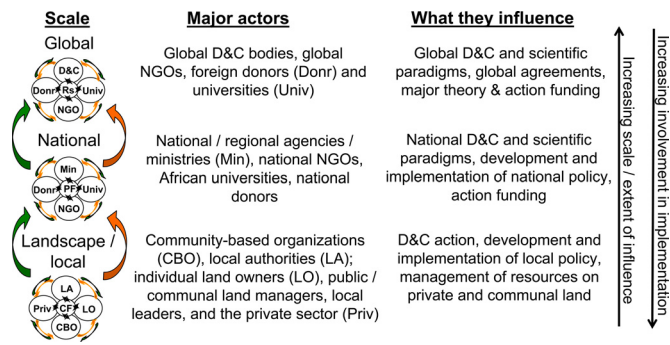 Scale
Major actors
What they influence
Global
D&C
Donr
Rs
Univ
NGO
Global D&C bodies, global
NGOs, foreign donors (Donr) and
universities (Univ)
Global D&C and scientific
paradigms, global agreements,
major theory & action funding
National
Min
Donr
PF
Univ
NGO
National / regional agencies /
ministries (Min), national NGOs,
African universities, national
donors
National D&C and scientific
paradigms, development and
implementation of national policy,
action funding
Landscape /
local
LA
Priv
CF
LO
CBO
Community-based organizations
(CBO), local authorities (LA);
individual land owners (LO), public /
communal land managers, local
leaders, and the private sector (Priv)
D&C action, development and
implementation of local policy,
management of resources on
private and communal land
Increasing scale / extent
of influence
Increasing involvement in implementation